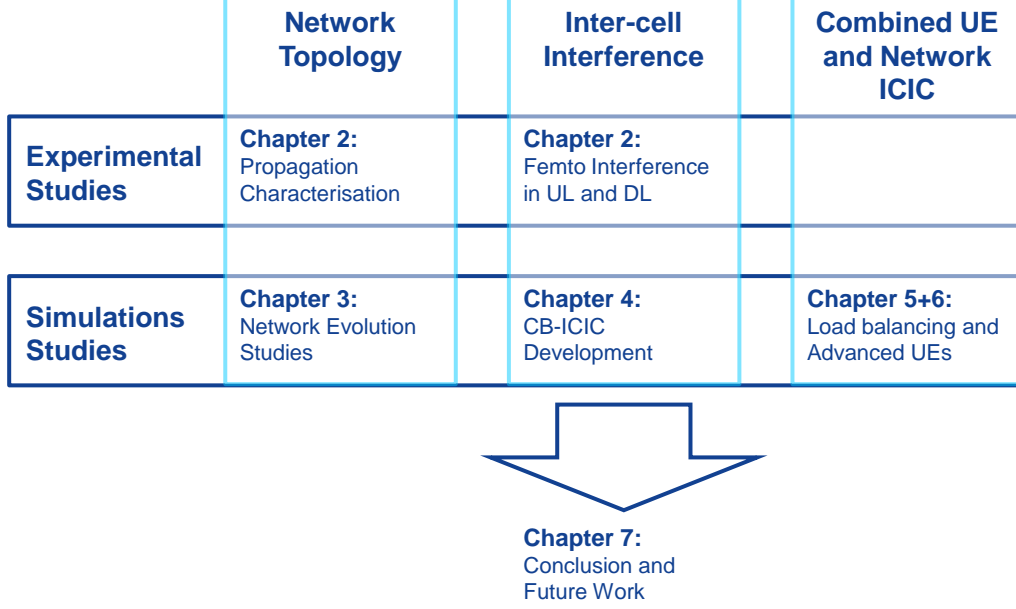 Network
Topology
Inter-cell
Interference
Combined UE
and Network
ICIC
Experimental
Studies
Chapter 2:
Propagation
Characterisation
Chapter 2:
Femto Interference
in UL and DL
Simulations
Studies
Chapter 3:
Network Evolution
Studies
Chapter 4:
CB-ICIC
Development
Chapter 5+6:
Load balancing and
Advanced UEs
Chapter 7:
Conclusion and
Future Work